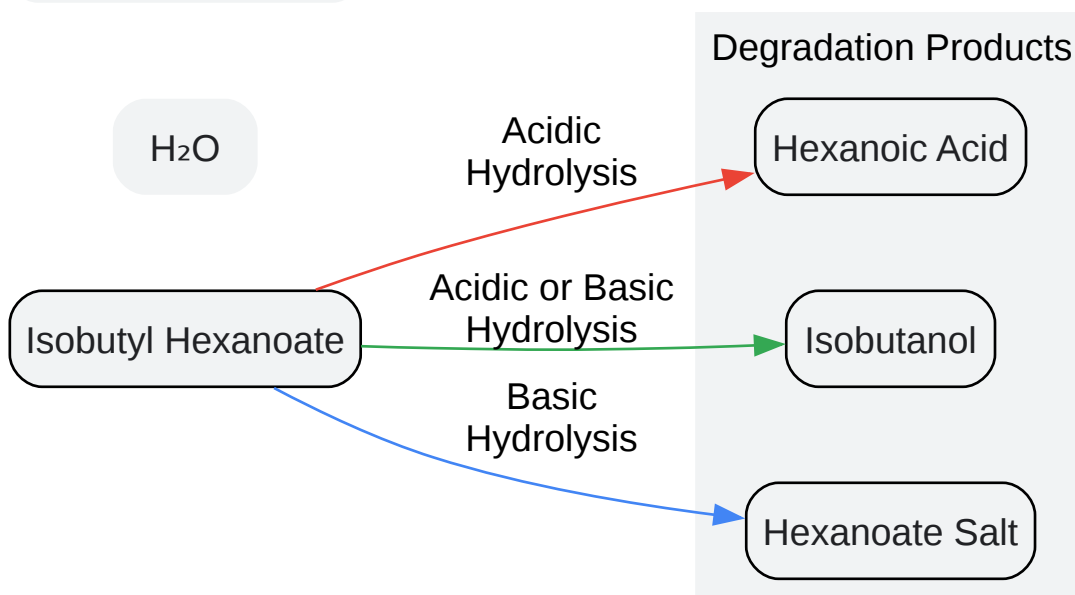 Degradation Products
H₂O
Acidic
Hydrolysis
Hexanoic Acid
Isobutyl Hexanoate
Acidic or Basic
Hydrolysis
Isobutanol
Basic
Hydrolysis
Hexanoate Salt